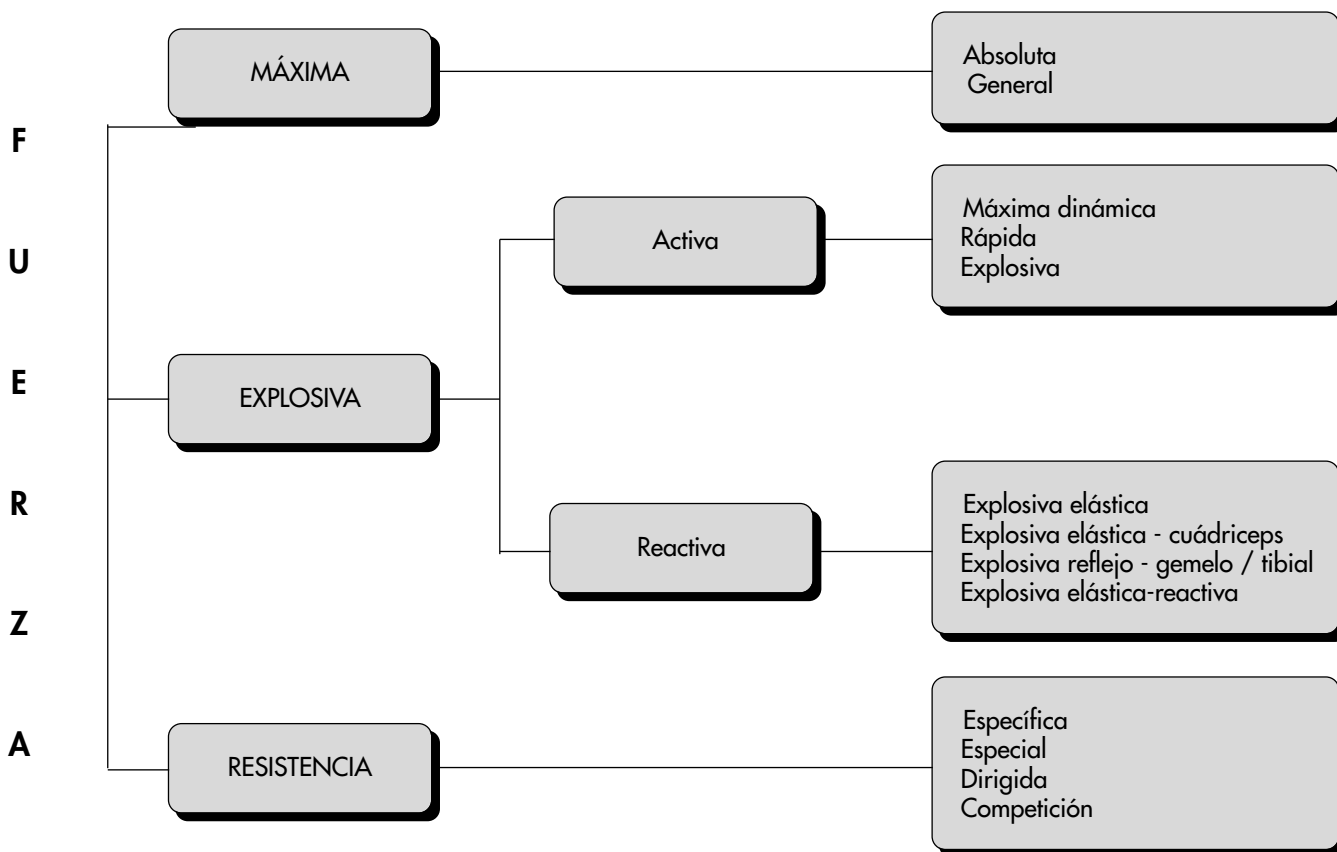 F
U
E
R
Z
A
MÁXIMA
Absoluta
General
EXPLOSIVA
Activa
Máxima dinámica
Rápida
Explosiva
Reactiva
Explosiva elástica
Explosiva elástica - cuádriceps
Explosiva reflejo - gemelo / tibial
Explosiva elástica-reactiva
RESISTENCIA
Específica
Especial
Dirigida
Competición